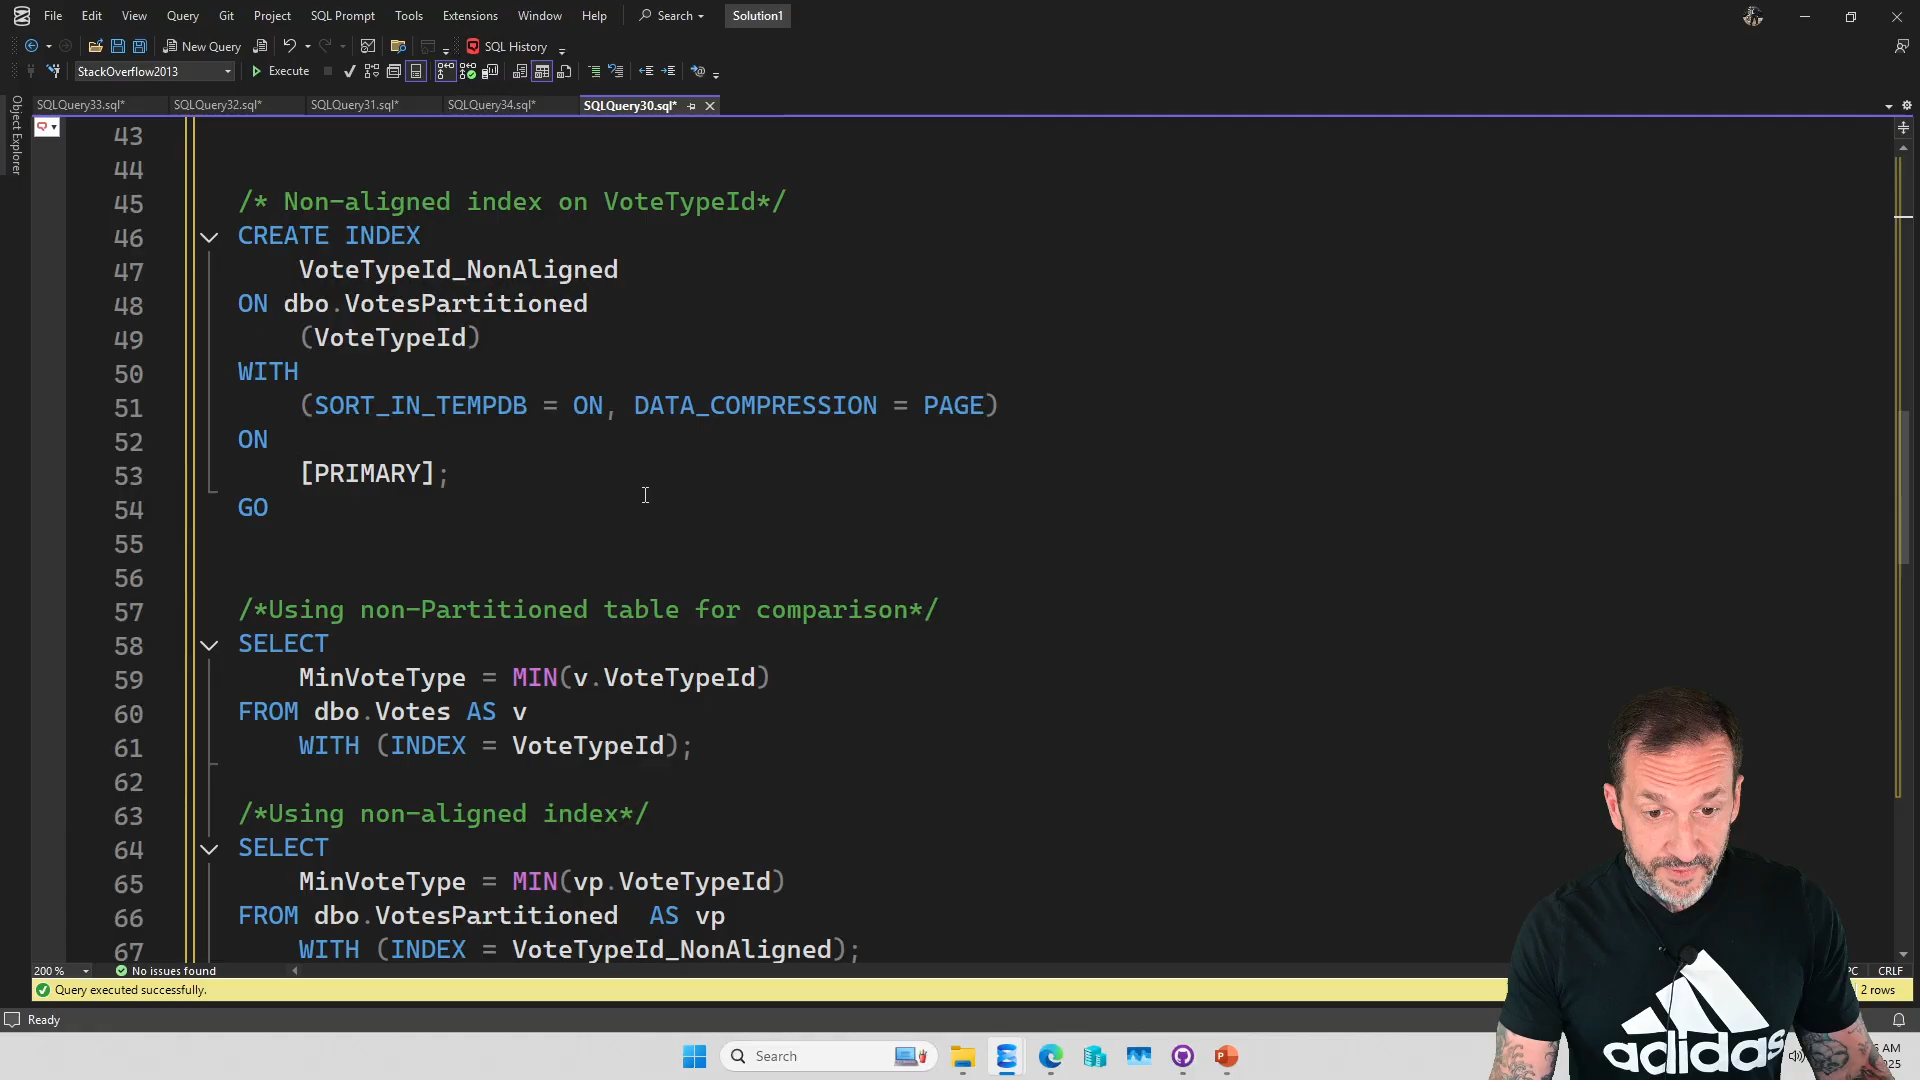 File Edit View Query Git Project SQL Prompt Tools Extensions Window Help Search Solution1
New Query SQL History
StackOverflow2013 Execute
SQLQuery33.sql* SQLQuery32.sql* SQLQuery31.sql* SQLQuery34.sql* SQLQuery30.sql*
Object Explorer
43
44
45 /* Non-aligned index on VoteTypeId*/
46 CREATE INDEX
47 VoteTypeId_NonAligned
48 ON dbo.VotesPartitioned
49 (VoteTypeId)
50 WITH
51 (SORT_IN_TEMPDB = ON, DATA_COMPRESSION = PAGE)
52 ON
53 [PRIMARY];
54 GO
55
56
57 /*Using non-Partitioned table for comparison*/
58 SELECT
59 MinVoteType = MIN(v.VoteTypeId)
60 FROM dbo.Votes AS v
61 WITH (INDEX = VoteTypeId);
62
63 /*Using non-aligned index*/
64 SELECT
65 MinVoteType = MIN(vp.VoteTypeId)
66 FROM dbo.VotesPartitioned AS vp
67 WITH (INDEX = VoteTypeId_NonAligned);
200 % No issues found CRLF
Query executed successfully. 2 rows
Ready
Search
AM
adidas